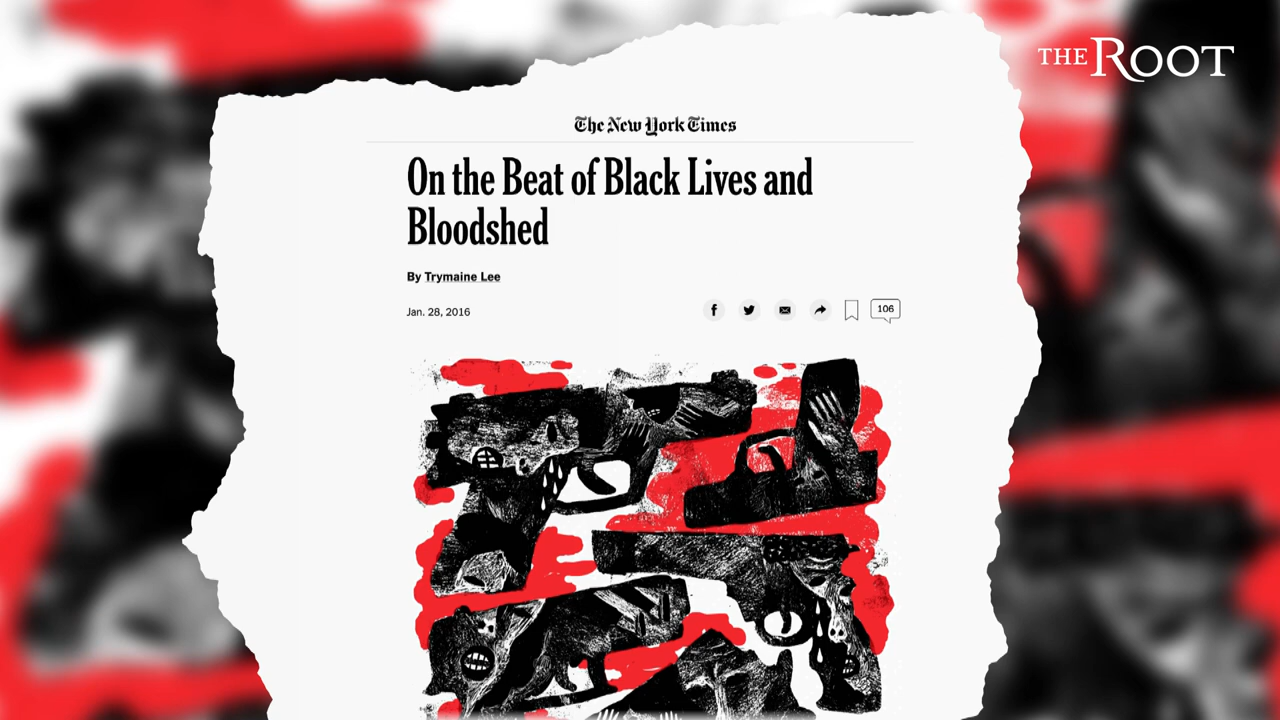 THE ROOT
The New York Times
On the Beat of Black Lives and
Bloodshed
By Trymaine Lee
Jan. 28, 2016
106